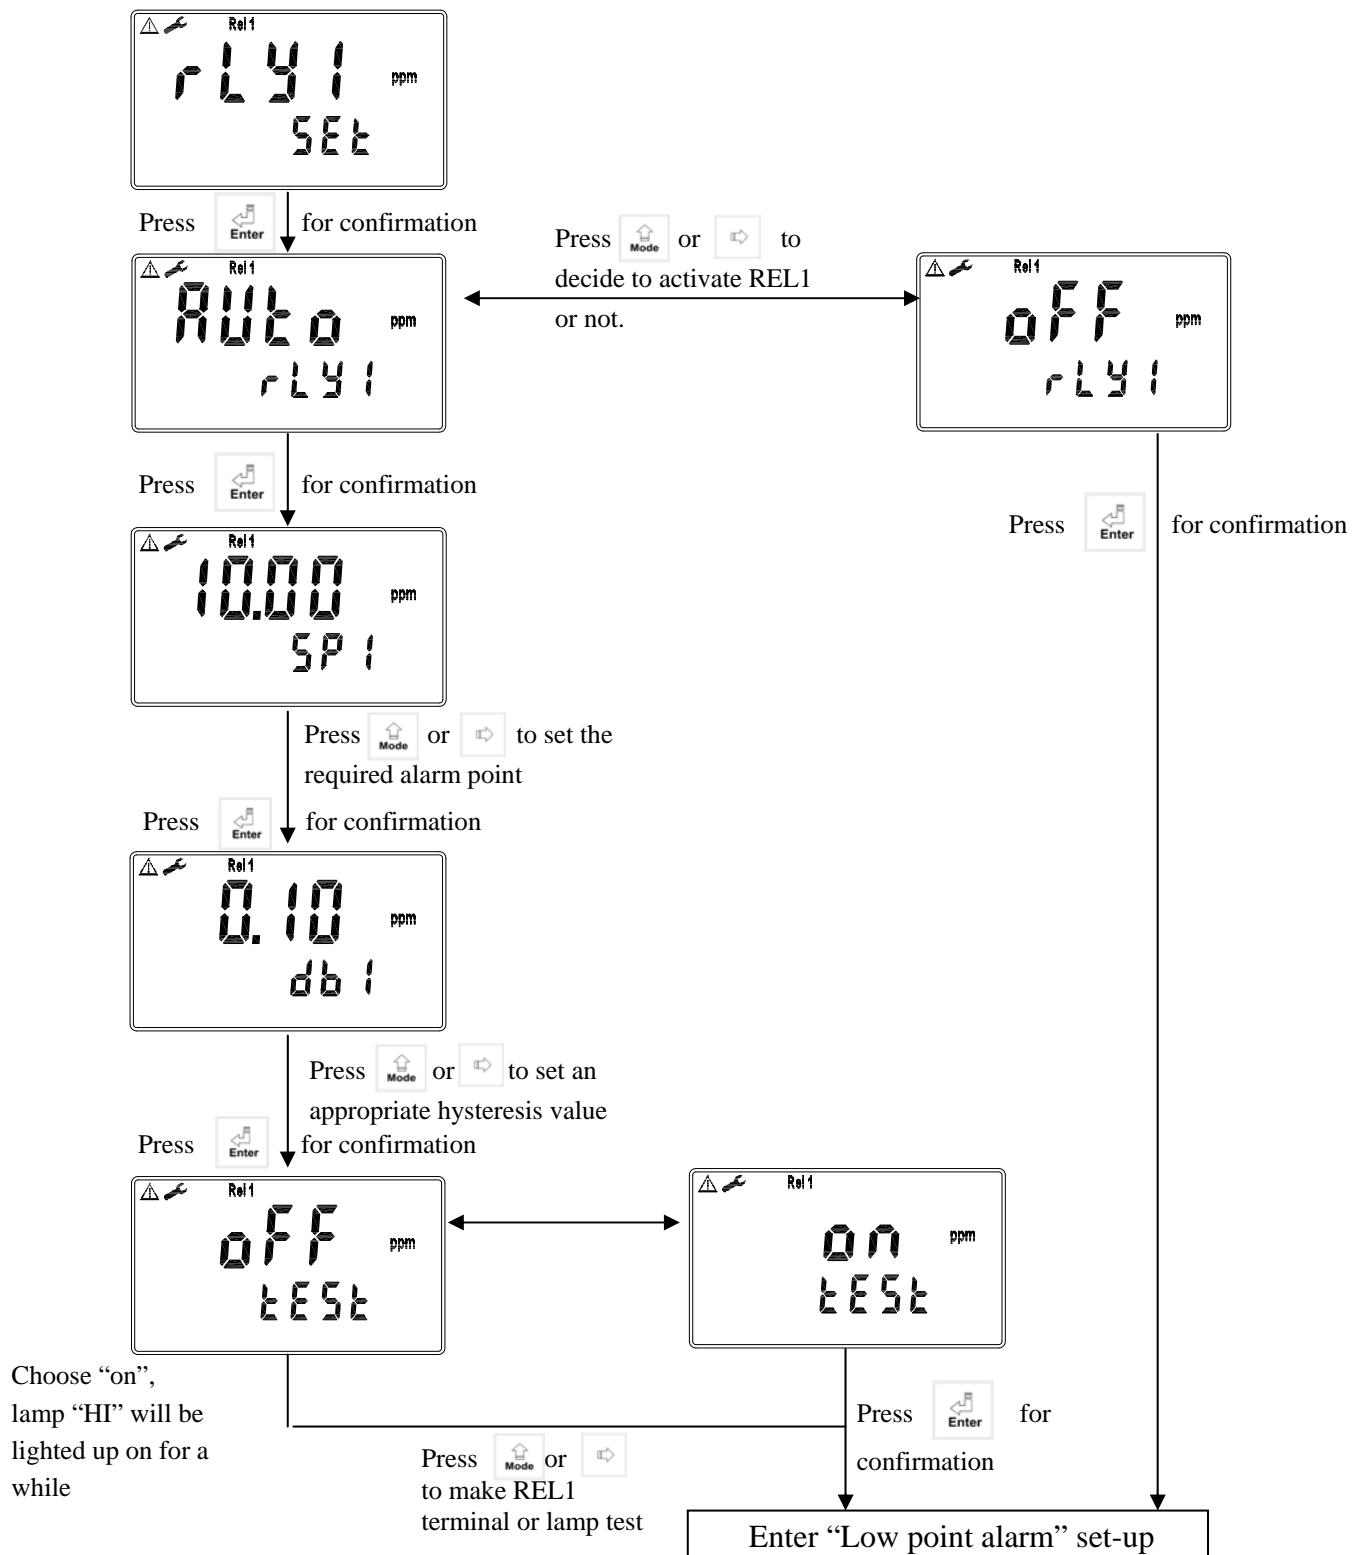 Rel 1
rLY1 ppm
SEt
Press Enter for confirmation
Press Mode or to
decide to activate REL1
or not.
Rel 1
AUto ppm
rLY1
Rel 1
oFF ppm
rLY1
Press Enter for confirmation
Press Enter for confirmation
Rel 1
10.00 ppm
SP1
Press Mode or to set the
required alarm point
Press Enter for confirmation
Rel 1
0.10 ppm
db1
Press Mode or to set an
appropriate hysteresis value
Press Enter for confirmation
Rel 1
oFF ppm
tESt
Rel 1
on ppm
tESt
Choose “on”,
lamp “HI” will be
lighted up on for a
while
Press Enter for
confirmation
Press Mode or
to make REL1
terminal or lamp test
Enter “Low point alarm” set-up